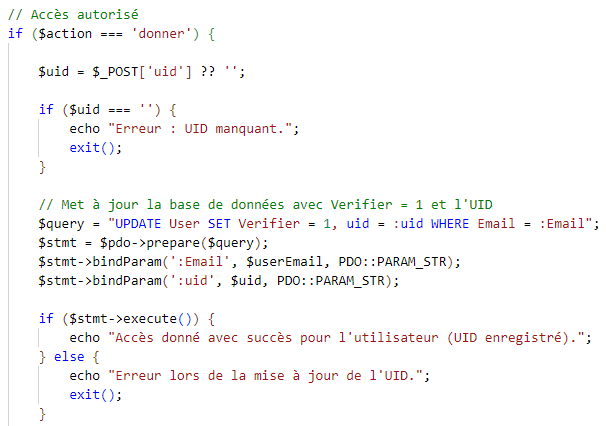 // Accès autorisé
if ($action === 'donner') {
$uid = $_POST['uid'] ?? '';
if ($uid === '') {
echo "Erreur : UID manquant.";
exit();
}
// Met à jour la base de données avec Verifier = 1 et l'UID
$query = "UPDATE User SET Verifier = 1, uid = :uid WHERE Email = :Email";
$stmt = $pdo->prepare($query);
$stmt->bindParam(':Email', $userEmail, PDO::PARAM_STR);
$stmt->bindParam(':uid', $uid, PDO::PARAM_STR);
if ($stmt->execute()) {
echo "Accès donné avec succès pour l'utilisateur (UID enregistré).";
} else {
echo "Erreur lors de la mise à jour de l'UID.";
exit();
}